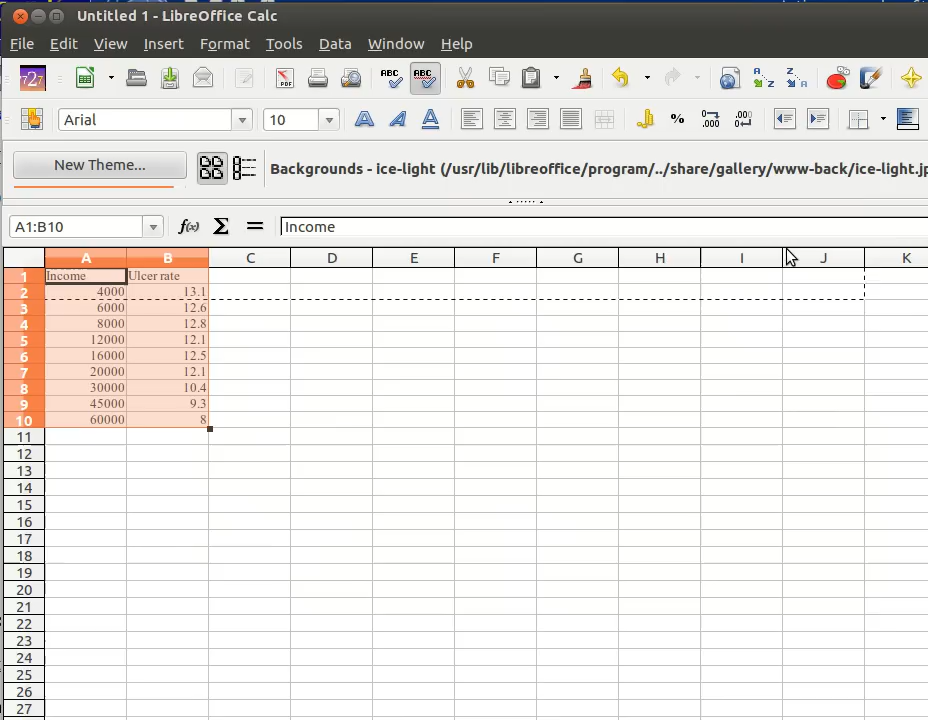 Untitled 1 - LibreOffice Calc
File Edit View Insert Format Tools Data Window Help
Arial 10
New Theme...
Backgrounds - ice-light (/usr/lib/libreoffice/program/../share/gallery/www-back/ice-light.jp
A1:B10 f(x) Σ = Income
A B C D E F G H I J K
1 Income Ulcer rate
2 4000 13.1
3 6000 12.6
4 8000 12.8
5 12000 12.1
6 16000 12.5
7 20000 12.1
8 30000 10.4
9 45000 9.3
10 60000 8
11
12
13
14
15
16
17
18
19
20
21
22
23
24
25
26
27